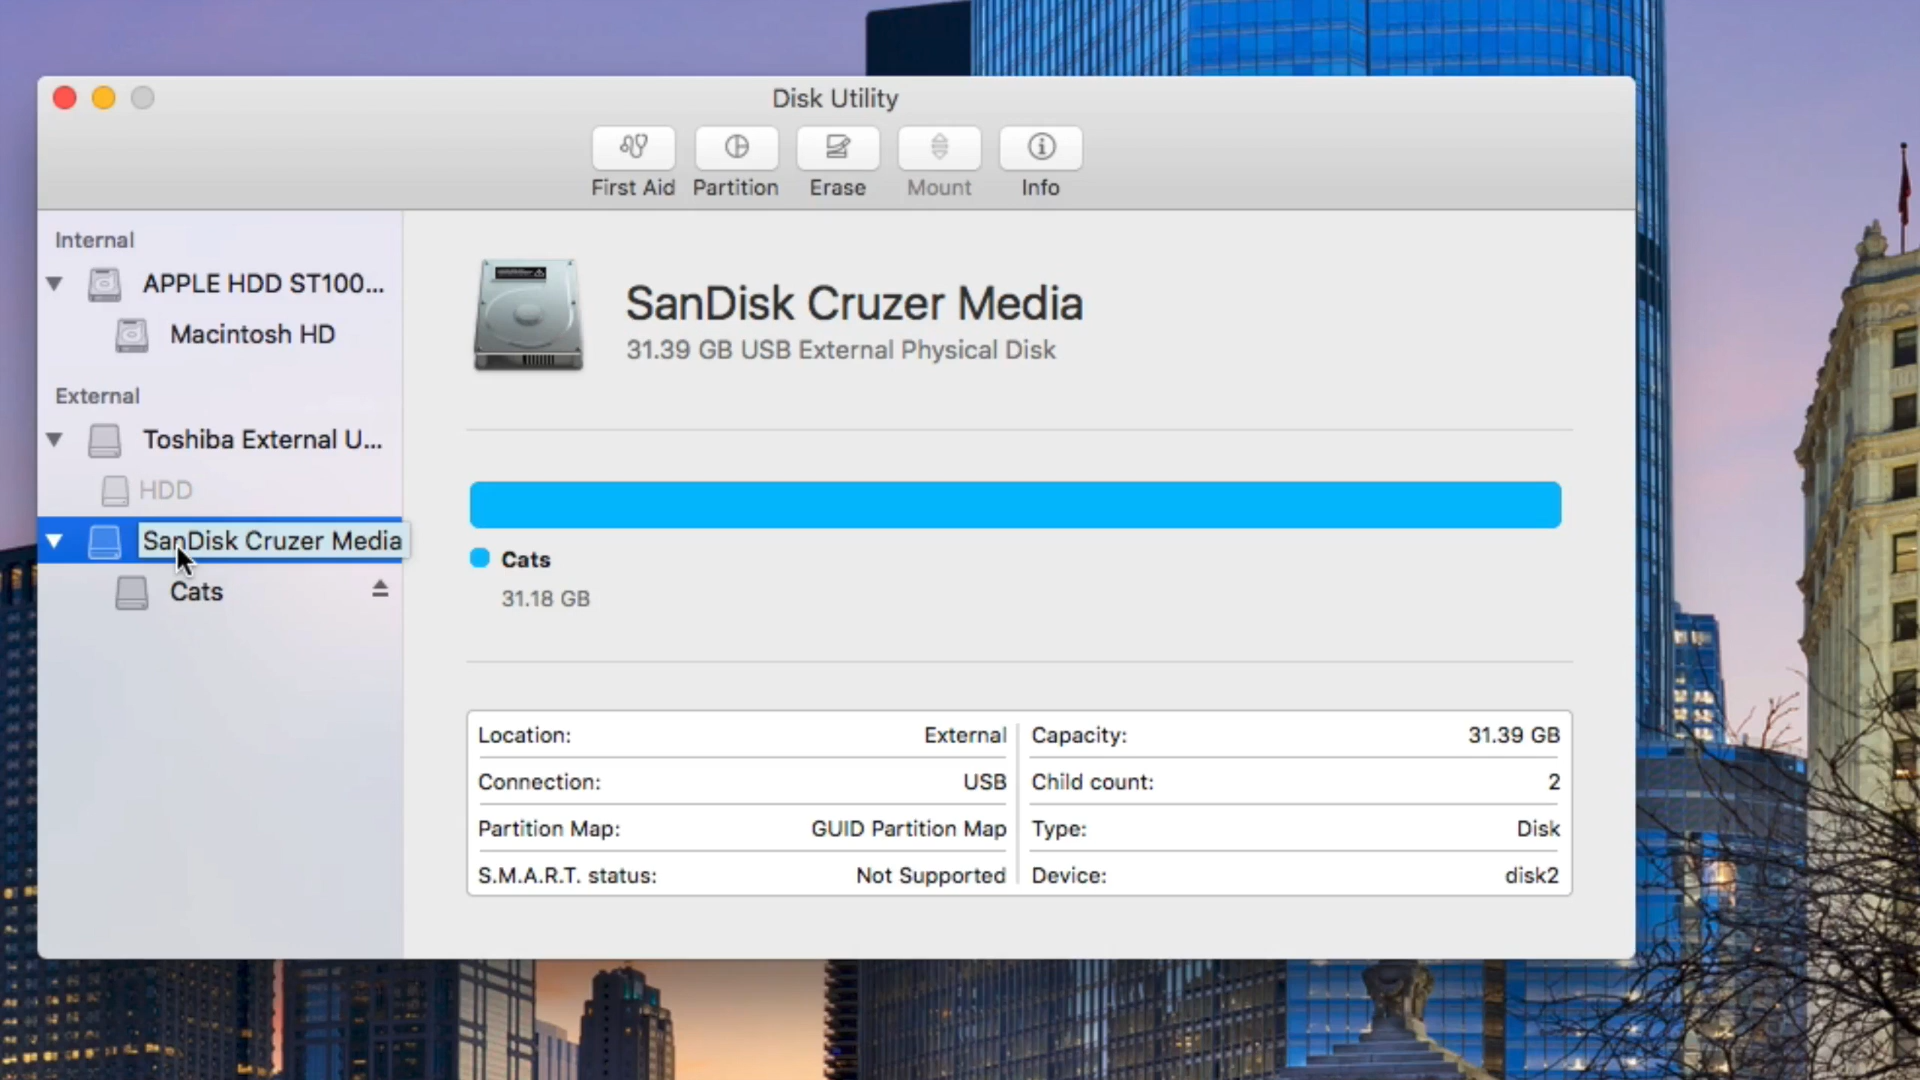 Disk Utility
First Aid
Partition
Erase
Mount
Info
Internal
APPLE HDD ST100...
Macintosh HD
External
Toshiba External U...
HDD
SanDisk Cruzer Media
Cats
SanDisk Cruzer Media
31.39 GB USB External Physical Disk
Cats
31.18 GB
Location: External
Connection: USB
Partition Map: GUID Partition Map
S.M.A.R.T. status: Not Supported
Capacity: 31.39 GB
Child count: 2
Type: Disk
Device: disk2